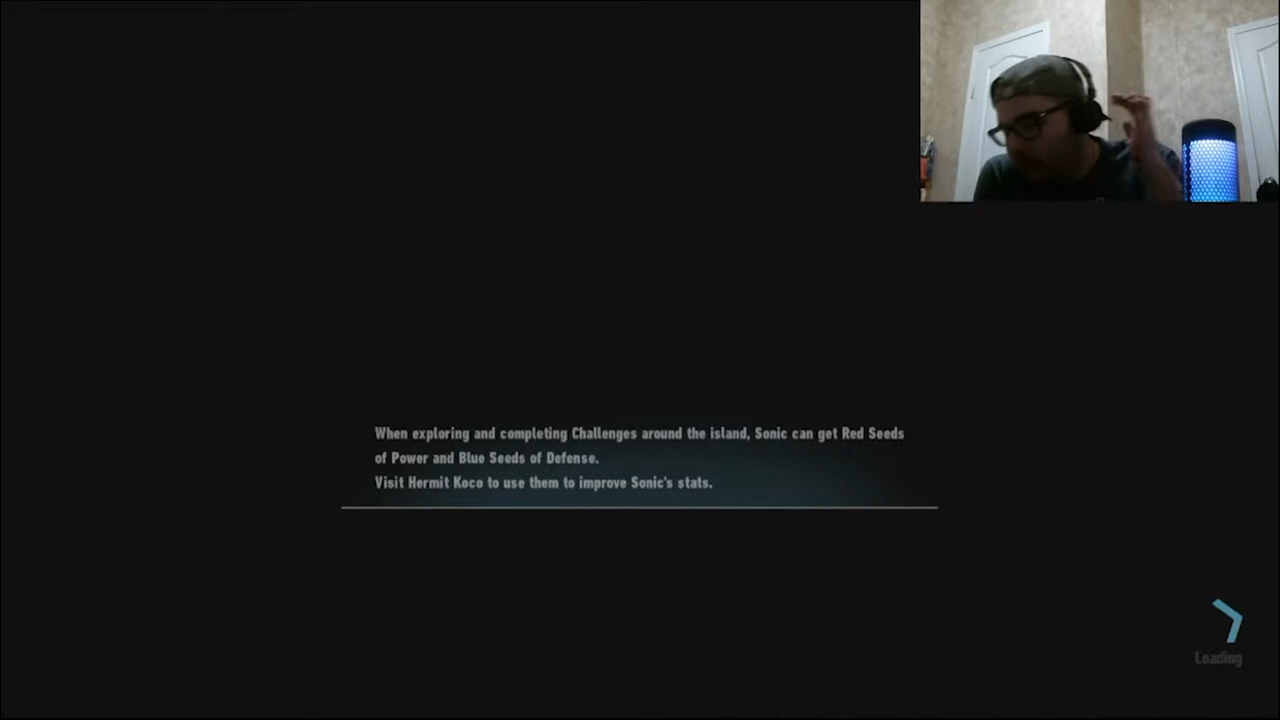 When exploring and completing Challenges around the island, Sonic can get Red Seeds
of Power and Blue Seeds of Defense.
Visit Hermit Koco to use them to improve Sonic's stats.
Loading